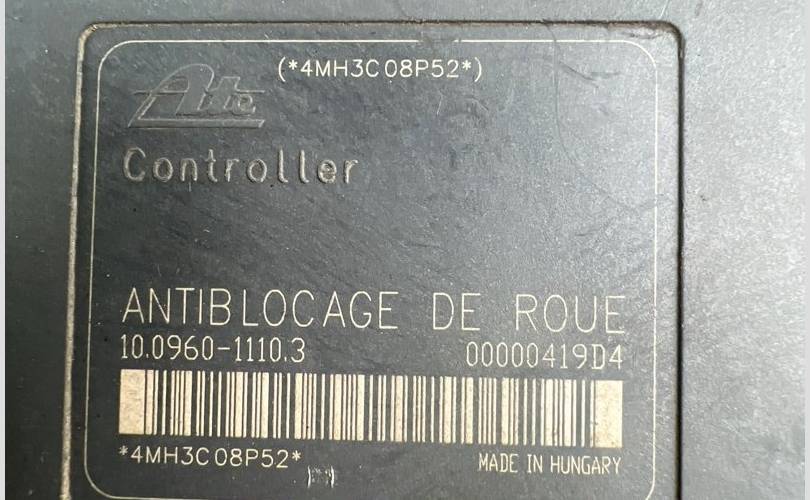 (*4MH3C08P52*)
Ate
Controller
ANTIBLOCAGE DE ROUE
10.0960-1110.3 00000419D4
*4MH3C08P52*
MADE IN HUNGARY